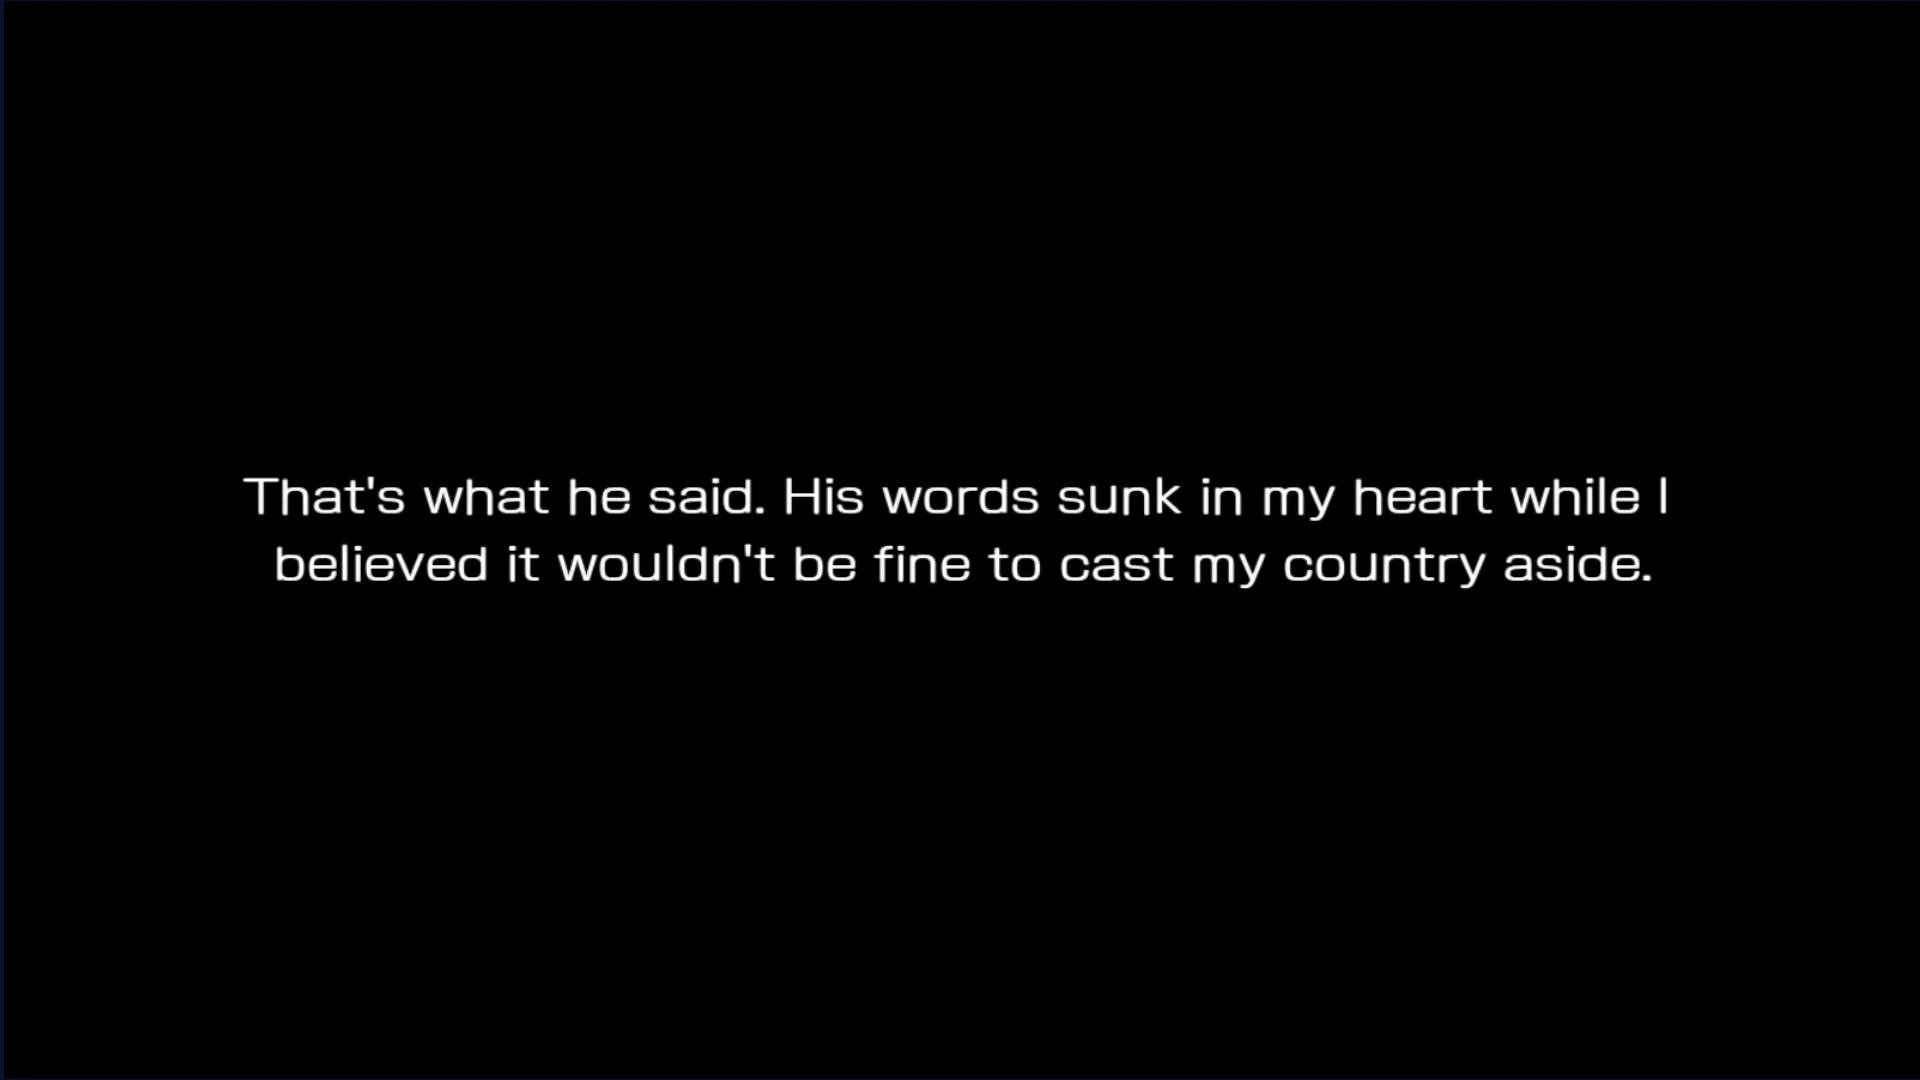 That's what he said. His words sunk in my heart while I
believed it wouldn't be fine to cast my country aside.